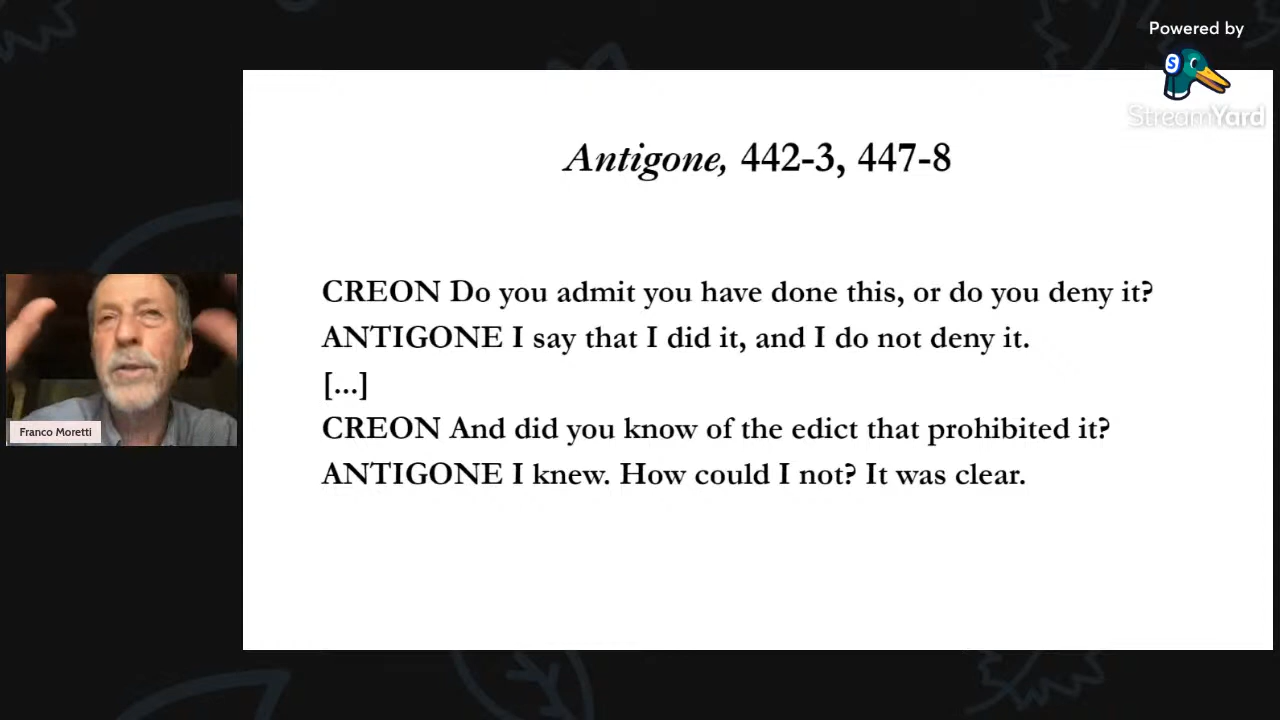 Powered by
StreamYard
Antigone, 442-3, 447-8
CREON Do you admit you have done this, or do you deny it?
ANTIGONE I say that I did it, and I do not deny it.
[...]
CREON And did you know of the edict that prohibited it?
ANTIGONE I knew. How could I not? It was clear.
Franco Moretti